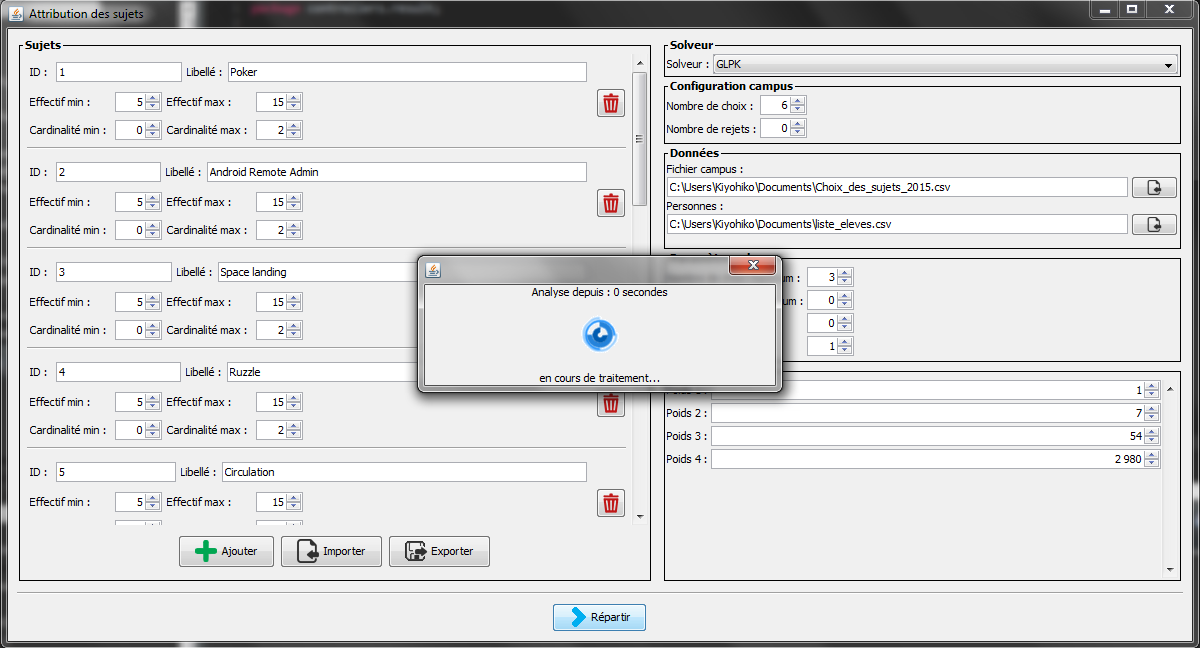 Attribution des sujets
Sujets
ID : 1 Libellé : Poker
Effectif min : 5 Effectif max : 15
Cardinalité min : 0 Cardinalité max : 2
ID : 2 Libellé : Android Remote Admin
Effectif min : 5 Effectif max : 15
Cardinalité min : 0 Cardinalité max : 2
ID : 3 Libellé : Space landing
Effectif min : 5 Effectif max : 15
Cardinalité min : 0 Cardinalité max : 2
ID : 4 Libellé : Ruzzle
Effectif min : 5 Effectif max : 15
Cardinalité min : 0 Cardinalité max : 2
ID : 5 Libellé : Circulation
Effectif min : 5 Effectif max : 15
Ajouter Importer Exporter
Solveur
Solveur : GLPK
Configuration campus
Nombre de choix : 6
Nombre de rejets : 0
Données
Fichier campus :
C:\Users\Kiyohiko\Documents\Choix_des_sujets_2015.csv
Personnes :
C:\Users\Kiyohiko\Documents\liste_eleves.csv
3
0
0
1
1
Poids 2 : 7
Poids 3 : 54
Poids 4 : 2 980
Analyse depuis : 0 secondes
en cours de traitement...
Répartir